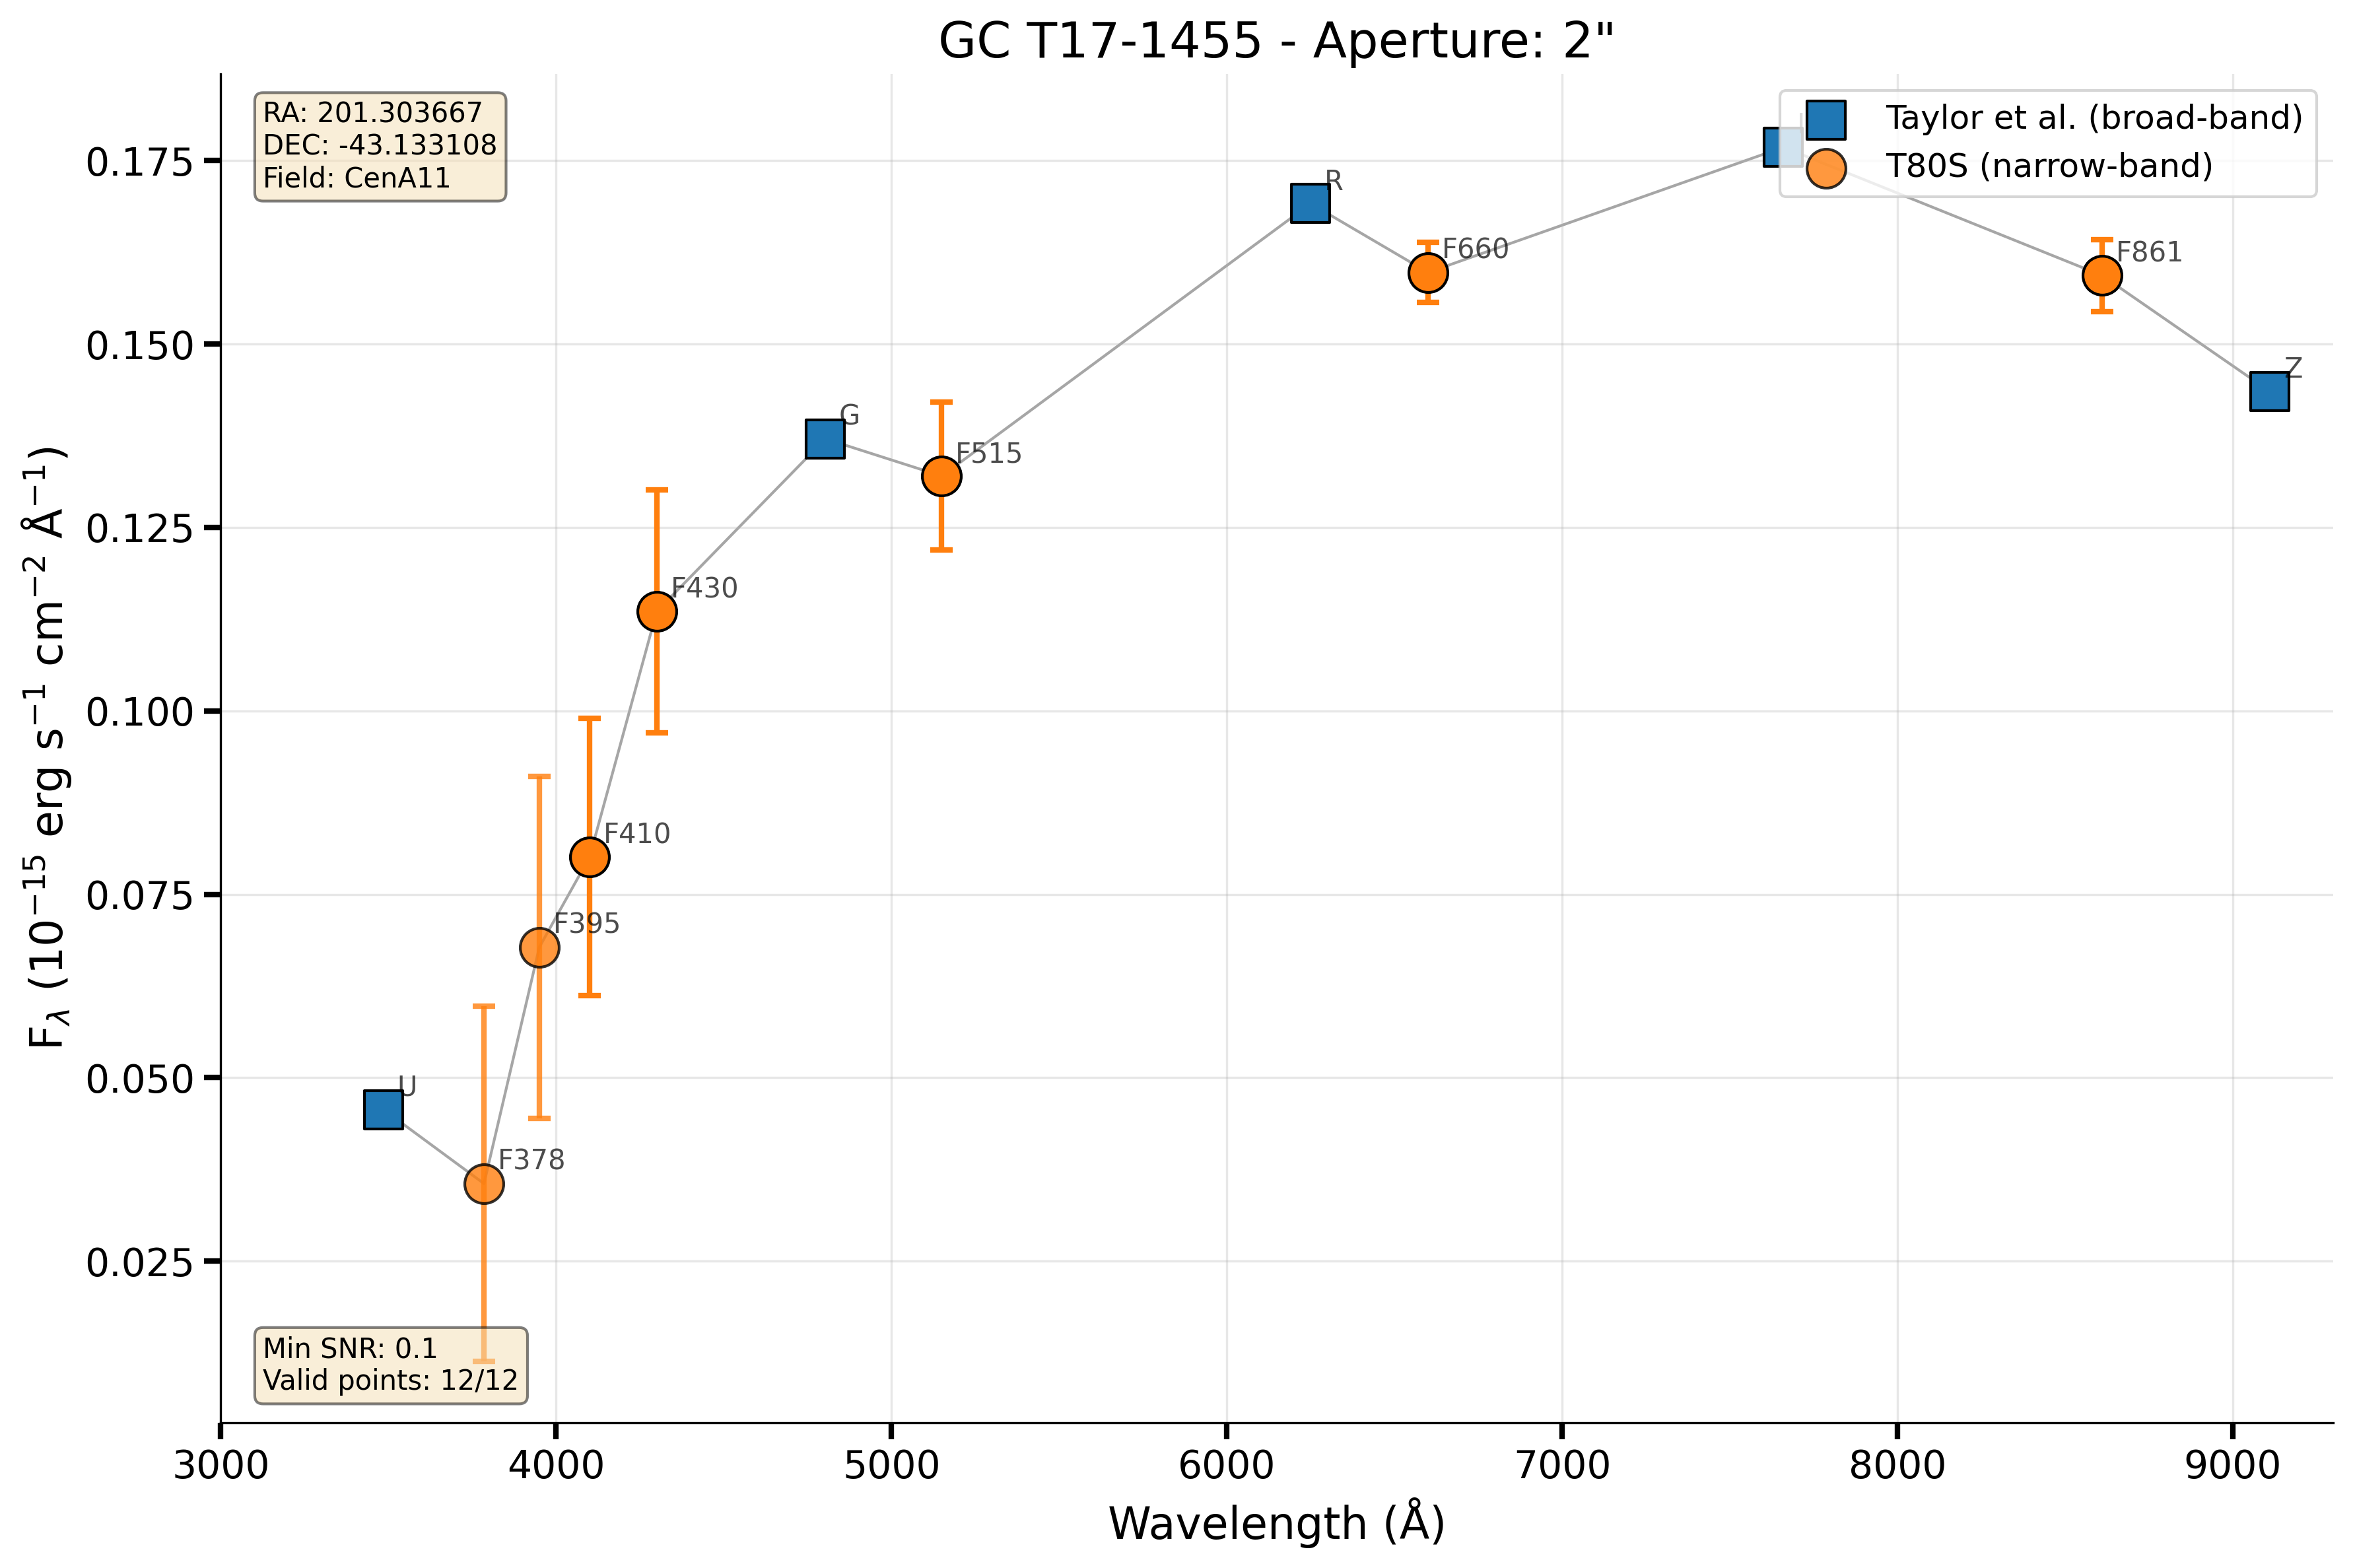 GC T17-1455 - Aperture: 2"
RA: 201.303667
DEC: -43.133108
Field: CenA11
Taylor et al. (broad-band)
T80S (narrow-band)
0.175
0.150
0.125
0.100
0.075
0.050
0.025
F$_{λ}$ (10⁻¹⁵ erg s⁻¹ cm⁻² Å⁻¹)
U
F378
F395
F410
F430
G
F515
R
F660
F861
Z
Min SNR: 0.1
Valid points: 12/12
3000
4000
5000
6000
7000
8000
9000
Wavelength (Å)